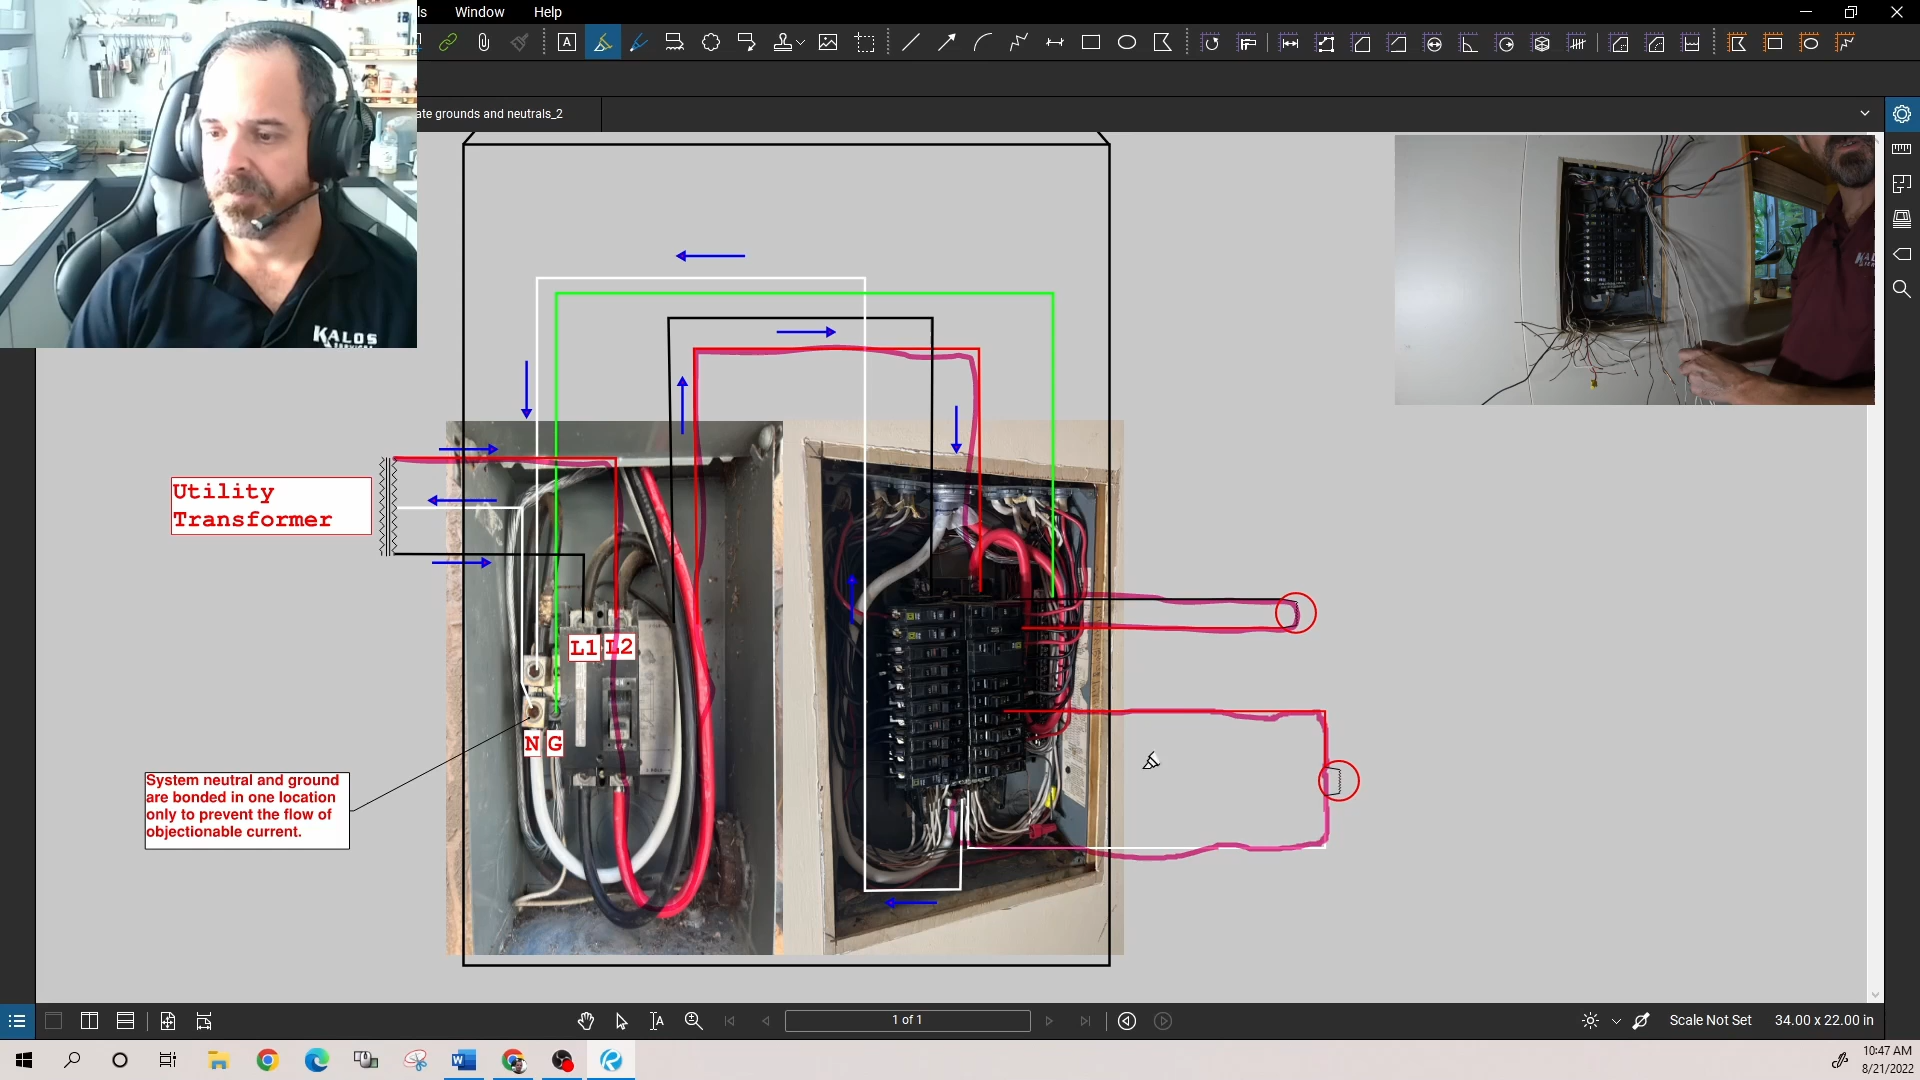 ls Window Help
ate grounds and neutrals_2
KALOS
SERVICES
KALOS
Utility
Transformer
L1 L2
N G
System neutral and ground
are bonded in one location
only to prevent the flow of
objectionable current.
1 of 1
Scale Not Set
34.00 x 22.00 in
10:47 AM
8/21/2022